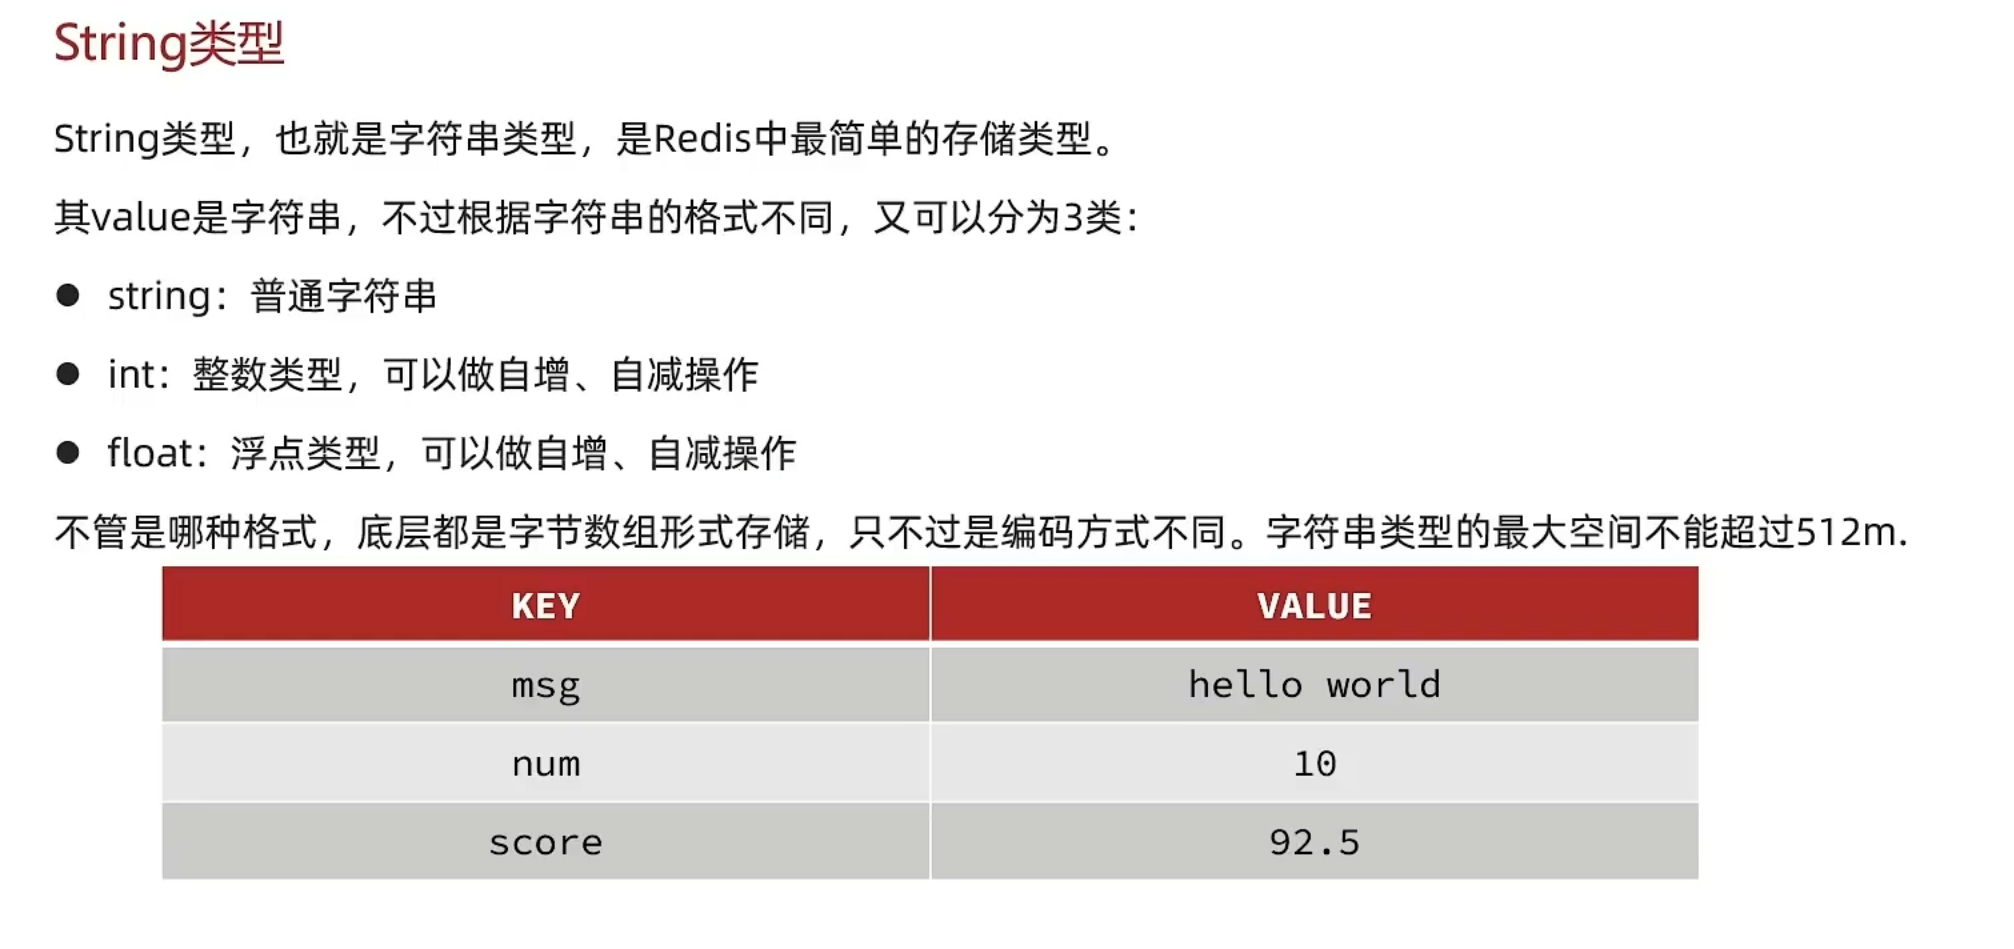 String类型
String类型，也就是字符串类型，是Redis中最简单的存储类型。
其value是字符串，不过根据字符串的格式不同，又可以分为3类：
● string：普通字符串
● int：整数类型，可以做自增、自减操作
● float：浮点类型，可以做自增、自减操作
不管是哪种格式，底层都是字节数组形式存储，只不过是编码方式不同。字符串类型的最大空间不能超过512m.
KEY VALUE
msg hello world
num 10
score 92.5